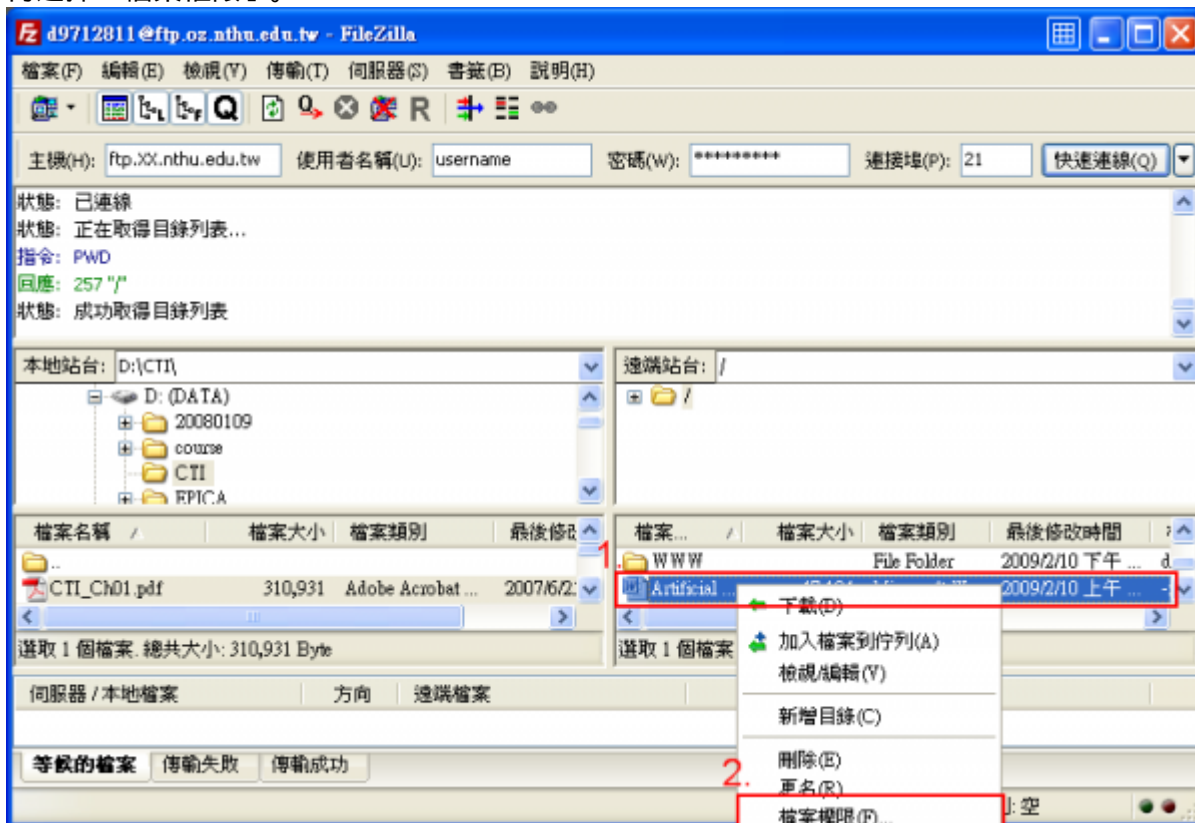 d9712811@ftp.oz.nthu.edu.tw - FileZilla
檔案(F) 編輯(E) 檢視(V) 傳輸(T) 伺服器(S) 書籤(B) 說明(H)
主機(H): ftp.XX.nthu.edu.tw 使用者名稱(U): username 密碼(W): ********* 連接埠(P): 21 快速連線(Q)
狀態: 已連線
狀態: 正在取得目錄列表...
指令: PWD
回應: 257 "/"
狀態: 成功取得目錄列表
本地站台: D:\CTI\ 遠端站台: /
D: (DATA) /
20080109
course
CTI
EPICA
檔案名稱 / 檔案大小 檔案類別 最後修改 檔案... / 檔案大小 檔案類別 最後修改時間
.. 1. WWW File Folder 2009/2/10 下午 ... d
CTI_Ch01.pdf 310,931 Adobe Acrobat ... 2007/6/2 Artificial ... 2009/2/10 上午 ...
下載(D)
選取 1 個檔案. 總共大小: 310,931 Byte 選取 1 個檔案
加入檔案到佇列(A)
檢視/編輯(V)
伺服器 / 本地檔案 方向 遠端檔案
新增目錄(C)
等候的檔案 傳輸失敗 傳輸成功
刪除(E)
2. 更名(R)
檔案權限(F)...
: 空